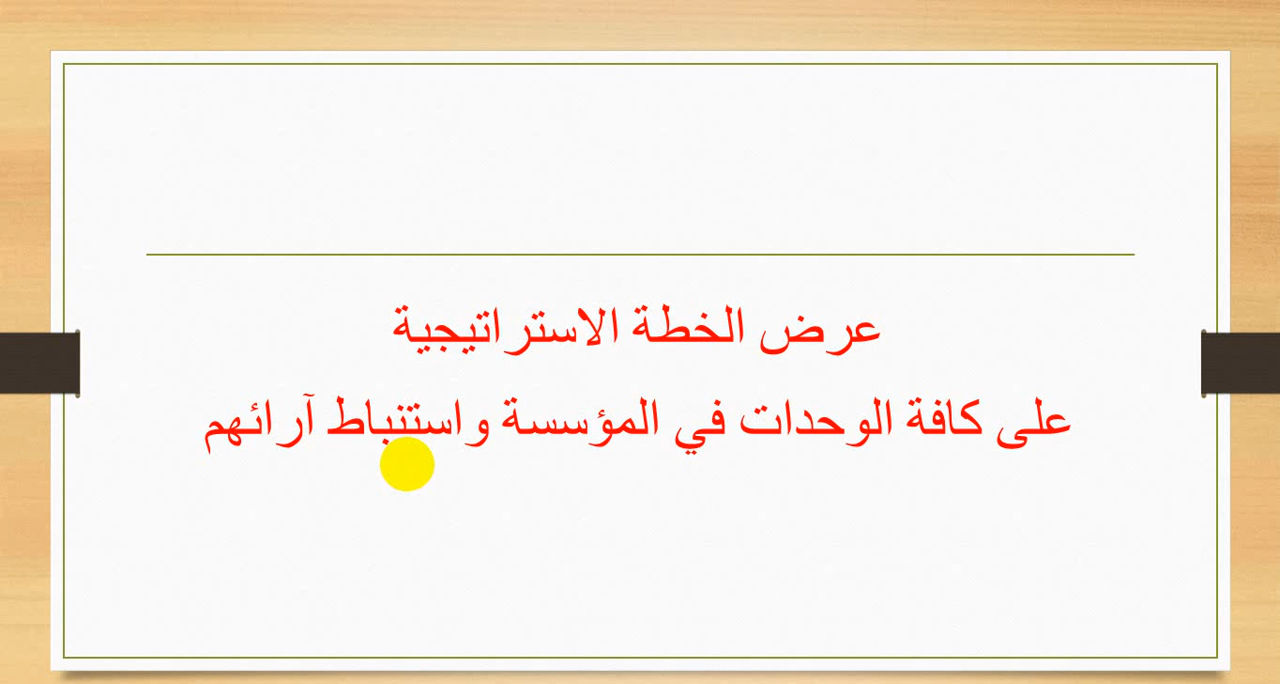 عرض الخطة الاستراتيجية
على كافة الوحدات في المؤسسة واستنباط آرائهم